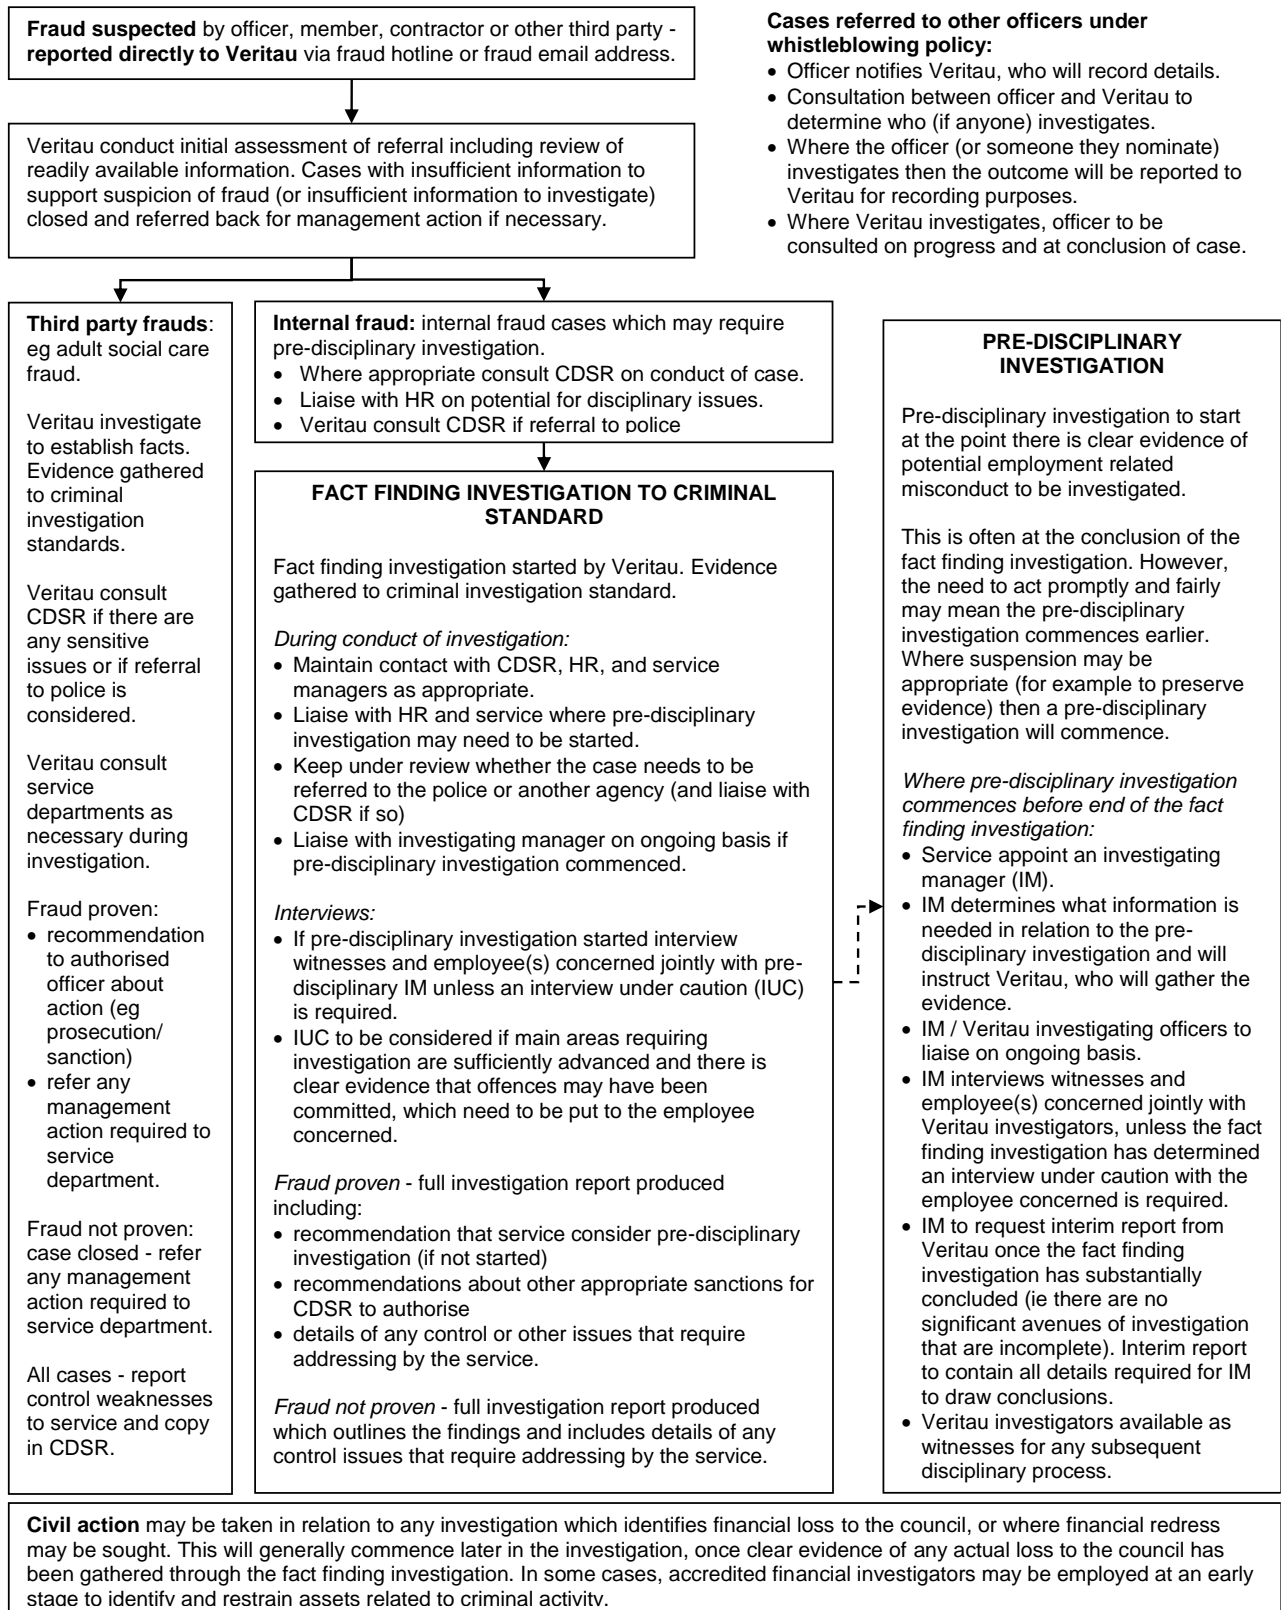 Fraud suspected by officer, member, contractor or other third party -
reported directly to Veritau via fraud hotline or fraud email address.
Cases referred to other officers under
whistleblowing policy:
• Officer notifies Veritau, who will record details.
• Consultation between officer and Veritau to
determine who (if anyone) investigates.
• Where the officer (or someone they nominate)
investigates then the outcome will be reported to
Veritau for recording purposes.
• Where Veritau investigates, officer to be
consulted on progress and at conclusion of case.
Veritau conduct initial assessment of referral including review of
readily available information. Cases with insufficient information to
support suspicion of fraud (or insufficient information to investigate)
closed and referred back for management action if necessary.
Third party frauds:
eg adult social care
fraud.
Veritau investigate
to establish facts.
Evidence gathered
to criminal
investigation
standards.
Veritau consult
CDSR if there are
any sensitive
issues or if referral
to police is
considered.
Veritau consult
service
departments as
necessary during
investigation.
Fraud proven:
• recommendation
to authorised
officer about
action (eg
prosecution/
sanction)
• refer any
management
action required to
service
department.
Fraud not proven:
case closed - refer
any management
action required to
service department.
All cases - report
control weaknesses
to service and copy
in CDSR.
Internal fraud: internal fraud cases which may require
pre-disciplinary investigation.
• Where appropriate consult CDSR on conduct of case.
• Liaise with HR on potential for disciplinary issues.
• Veritau consult CDSR if referral to police
FACT FINDING INVESTIGATION TO CRIMINAL
STANDARD
Fact finding investigation started by Veritau. Evidence
gathered to criminal investigation standard.
During conduct of investigation:
• Maintain contact with CDSR, HR, and service
managers as appropriate.
• Liaise with HR and service where pre-disciplinary
investigation may need to be started.
• Keep under review whether the case needs to be
referred to the police or another agency (and liaise with
CDSR if so)
• Liaise with investigating manager on ongoing basis if
pre-disciplinary investigation commenced.
Interviews:
• If pre-disciplinary investigation started interview
witnesses and employee(s) concerned jointly with pre-
disciplinary IM unless an interview under caution (IUC)
is required.
• IUC to be considered if main areas requiring
investigation are sufficiently advanced and there is
clear evidence that offences may have been
committed, which need to be put to the employee
concerned.
Fraud proven - full investigation report produced
including:
• recommendation that service consider pre-disciplinary
investigation (if not started)
• recommendations about other appropriate sanctions for
CDSR to authorise
• details of any control or other issues that require
addressing by the service.
Fraud not proven - full investigation report produced
which outlines the findings and includes details of any
control issues that require addressing by the service.
PRE-DISCIPLINARY
INVESTIGATION
Pre-disciplinary investigation to start
at the point there is clear evidence of
potential employment related
misconduct to be investigated.
This is often at the conclusion of the
fact finding investigation. However,
the need to act promptly and fairly
may mean the pre-disciplinary
investigation commences earlier.
Where suspension may be
appropriate (for example to preserve
evidence) then a pre-disciplinary
investigation will commence.
Where pre-disciplinary investigation
commences before end of the fact
finding investigation:
• Service appoint an investigating
manager (IM).
• IM determines what information is
needed in relation to the pre-
disciplinary investigation and will
instruct Veritau, who will gather the
evidence.
• IM / Veritau investigating officers to
liaise on ongoing basis.
• IM interviews witnesses and
employee(s) concerned jointly with
Veritau investigators, unless the fact
finding investigation has determined
an interview under caution with the
employee concerned is required.
• IM to request interim report from
Veritau once the fact finding
investigation has substantially
concluded (ie there are no
significant avenues of investigation
that are incomplete). Interim report
to contain all details required for IM
to draw conclusions.
• Veritau investigators available as
witnesses for any subsequent
disciplinary process.
Civil action may be taken in relation to any investigation which identifies financial loss to the council, or where financial redress
may be sought. This will generally commence later in the investigation, once clear evidence of any actual loss to the council has
been gathered through the fact finding investigation. In some cases, accredited financial investigators may be employed at an early
stage to identify and restrain assets related to criminal activity.